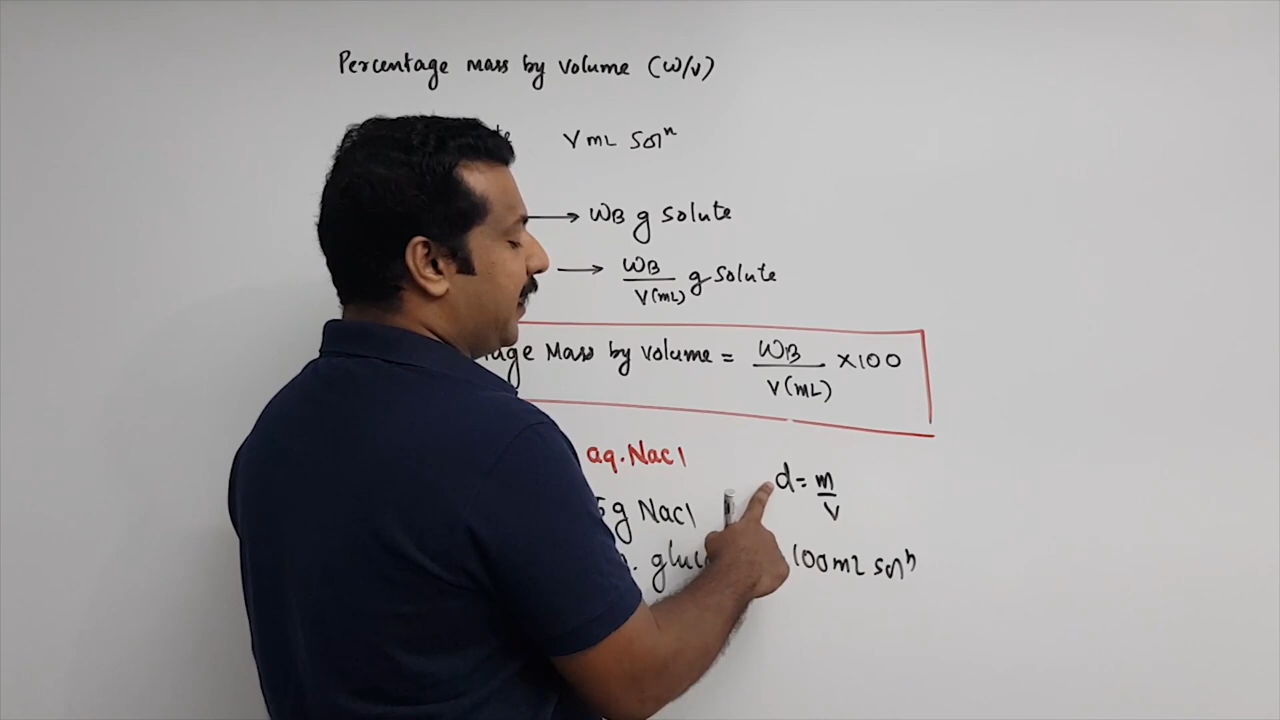 Percentage mass by volume (W/V)
V mL Solⁿ
→ WB g Solute
→ WB / V(mL) g Solute
Mass by volume = WB / V(mL) ×100
aq. NaCl
d = m / V
5g NaCl
100mL Solⁿ